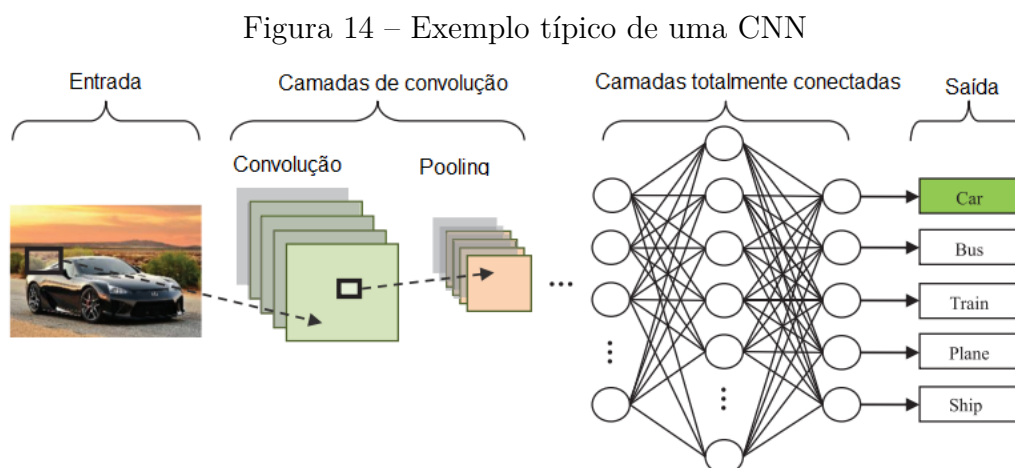 Figura 14 – Exemplo típico de uma CNN
Entrada
Camadas de convolução
Camadas totalmente conectadas
Saída
Convolução
Pooling
Car
Bus
...
Train
Plane
Ship